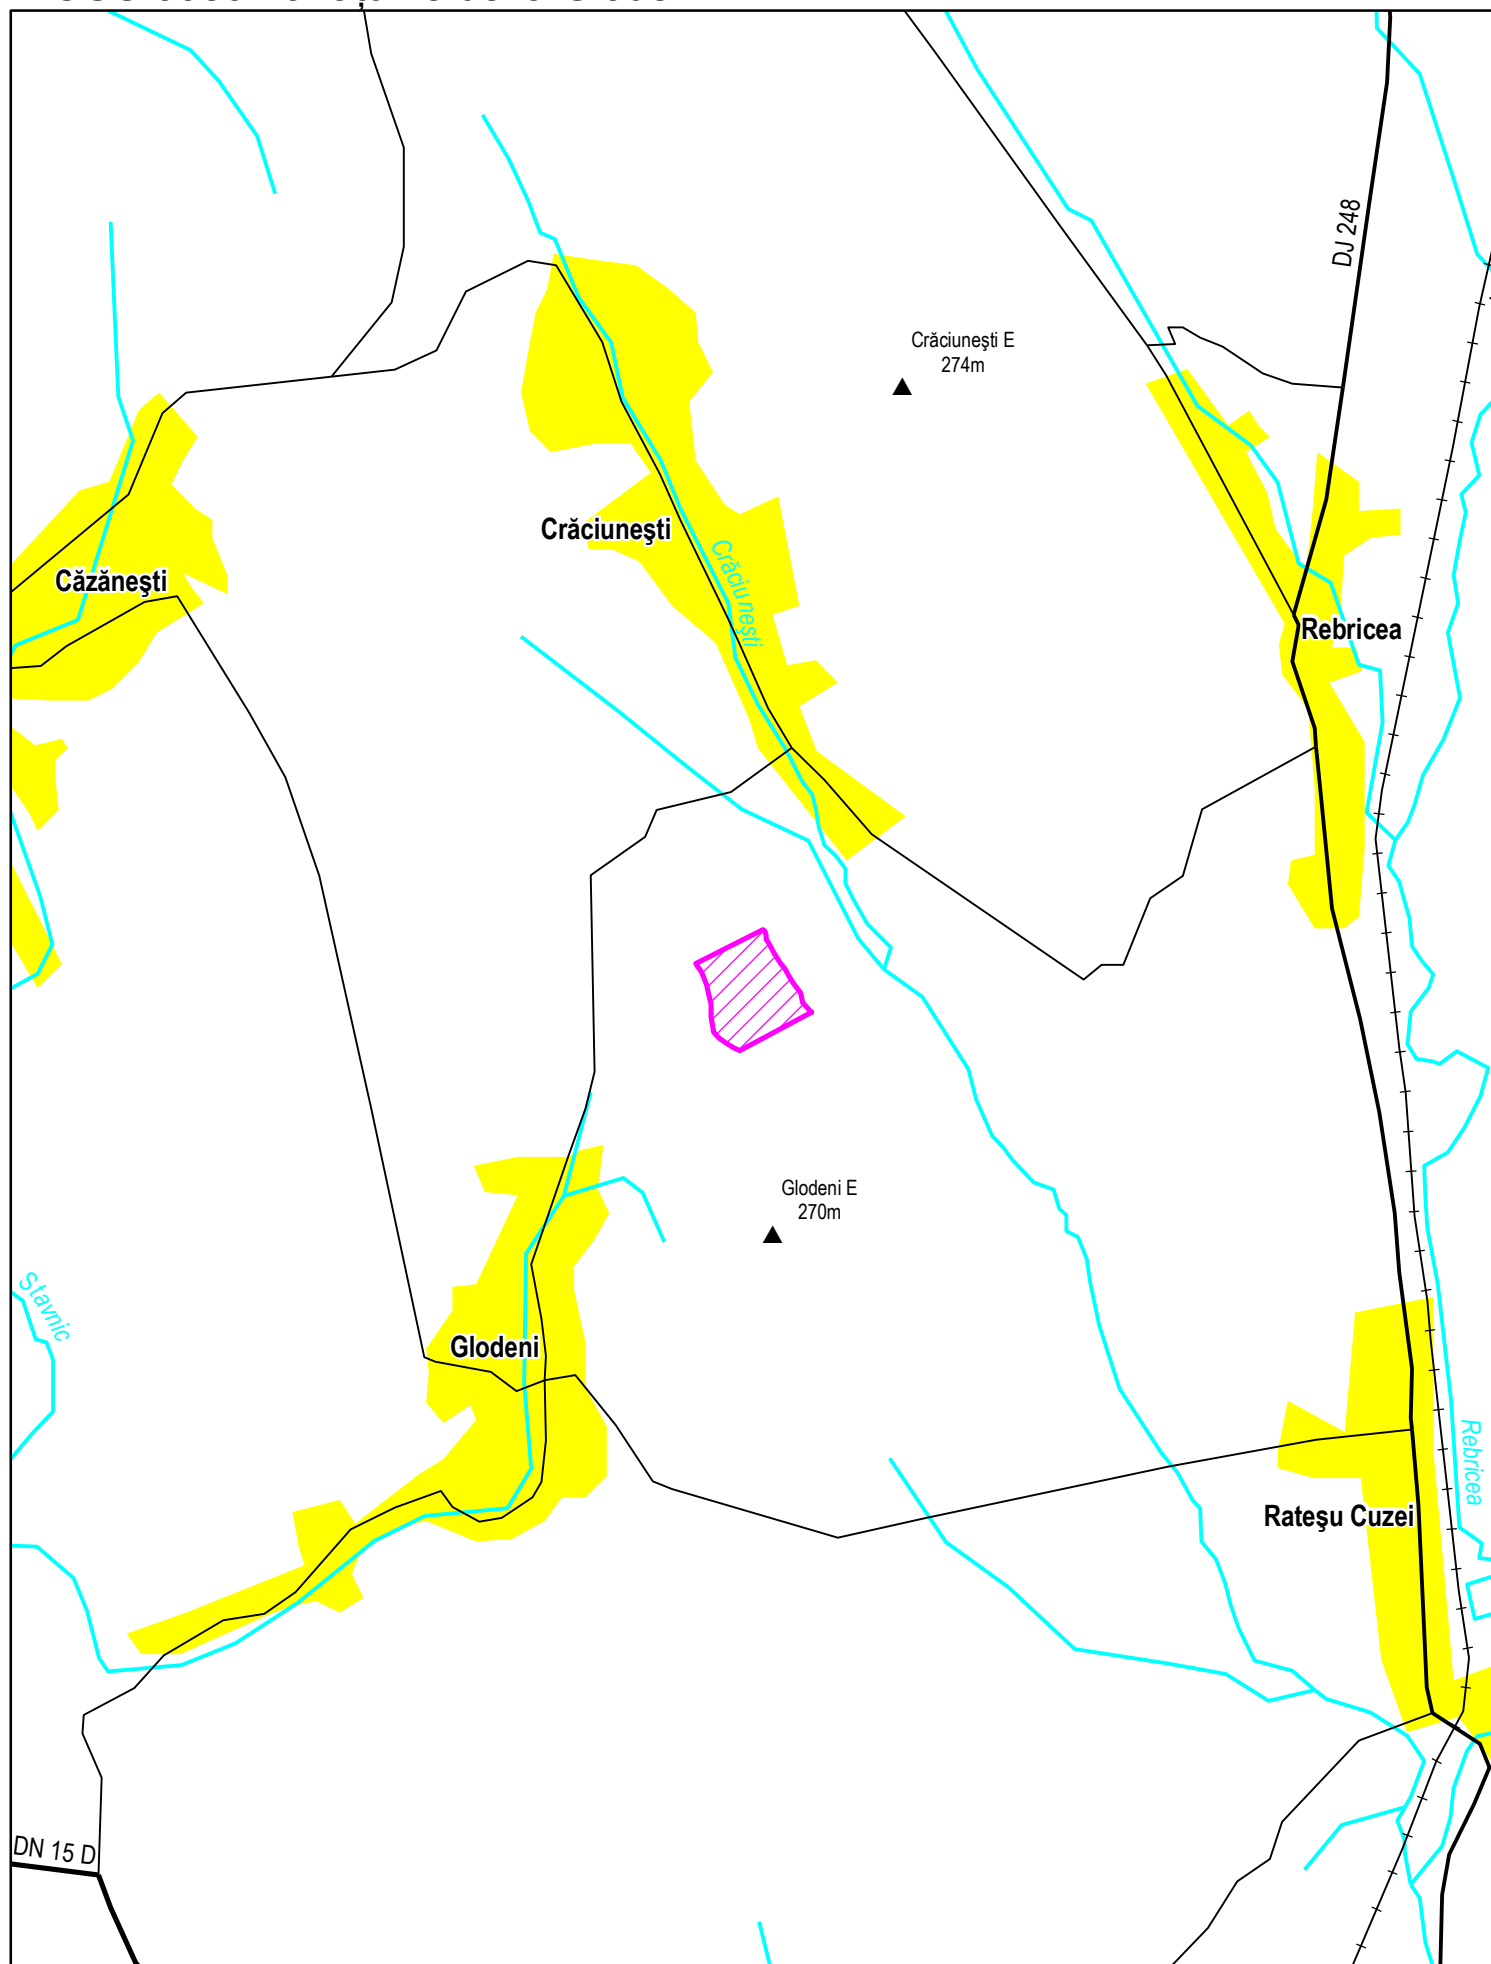 DJ 248
Crăciuneşti E
274m
Crăciuneşti
Crăciuneşti
Căzăneşti
Rebricea
Glodeni E
270m
Stavnic
Glodeni
Rebricea
Rateşu Cuzei
DN 15 D